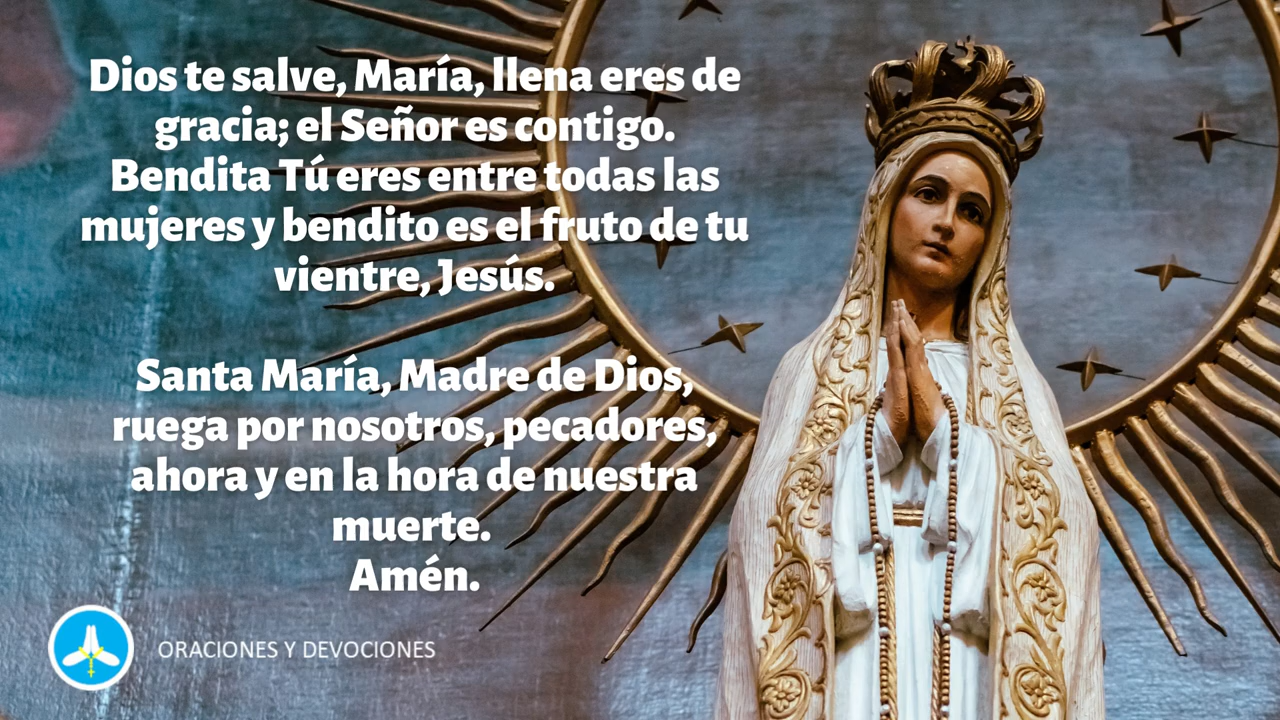 Dios te salve, María, llena eres de
gracia; el Señor es contigo.
Bendita Tú eres entre todas las
mujeres y bendito es el fruto de tu
vientre, Jesús.
Santa María, Madre de Dios,
ruega por nosotros, pecadores,
ahora y en la hora de nuestra
muerte.
Amén.
ORACIONES Y DEVOCIONES